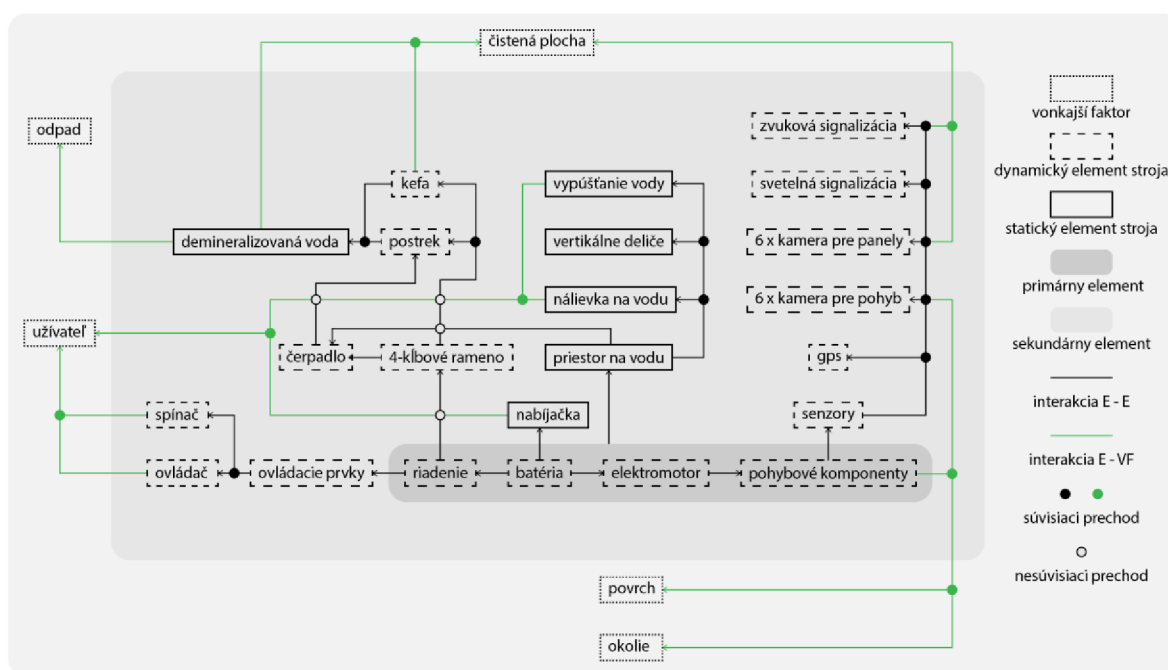 čistená plocha
odpad
zvuková signalizácia
kefa
vypúšťanie vody
svetelná signalizácia
demineralizovaná voda
postrek
vertikálne deliče
6 x kamera pre panely
nálievka na vodu
6 x kamera pre pohyb
užívateľ
čerpadlo
4-kĺbové rameno
priestor na vodu
gps
spínač
nabíjačka
senzory
ovládač
ovládacie prvky
riadenie
batéria
elektromotor
pohybové komponenty
povrch
okolie
vonkajší faktor
dynamický element stroja
statický element stroja
primárny element
sekundárny element
interakcia E - E
interakcia E - VF
súvisiaci prechod
nesúvisiaci prechod